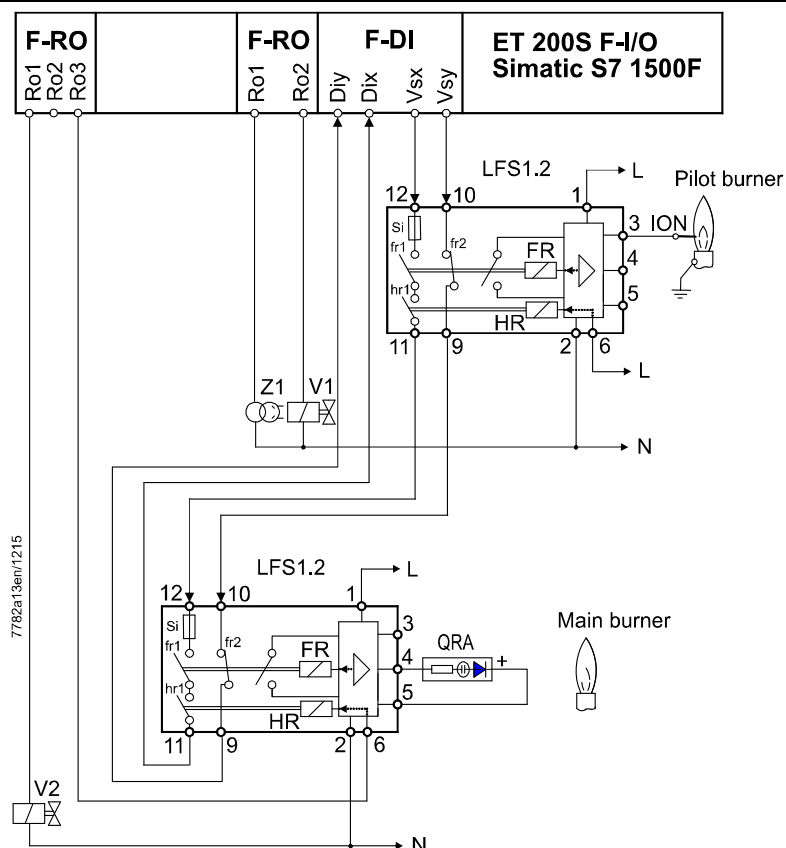 F-RO
F-RO
F-DI
ET 200S F-I/O
Simatic S7 1500F
Ro1
Ro2
Ro3
Ro1
Ro2
Diy
Dix
Vsx
Vsy
LFS1.2
L
Pilot burner
12
10
1
Si
fr1
fr2
FR
3
ION
4
hr1
HR
5
11
9
2
6
L
Z1
V1
N
7782a13en/1215
LFS1.2
L
12
10
1
Si
fr1
fr2
FR
3
QRA
Main burner
4
+
hr1
HR
5
11
9
2
6
V2
N